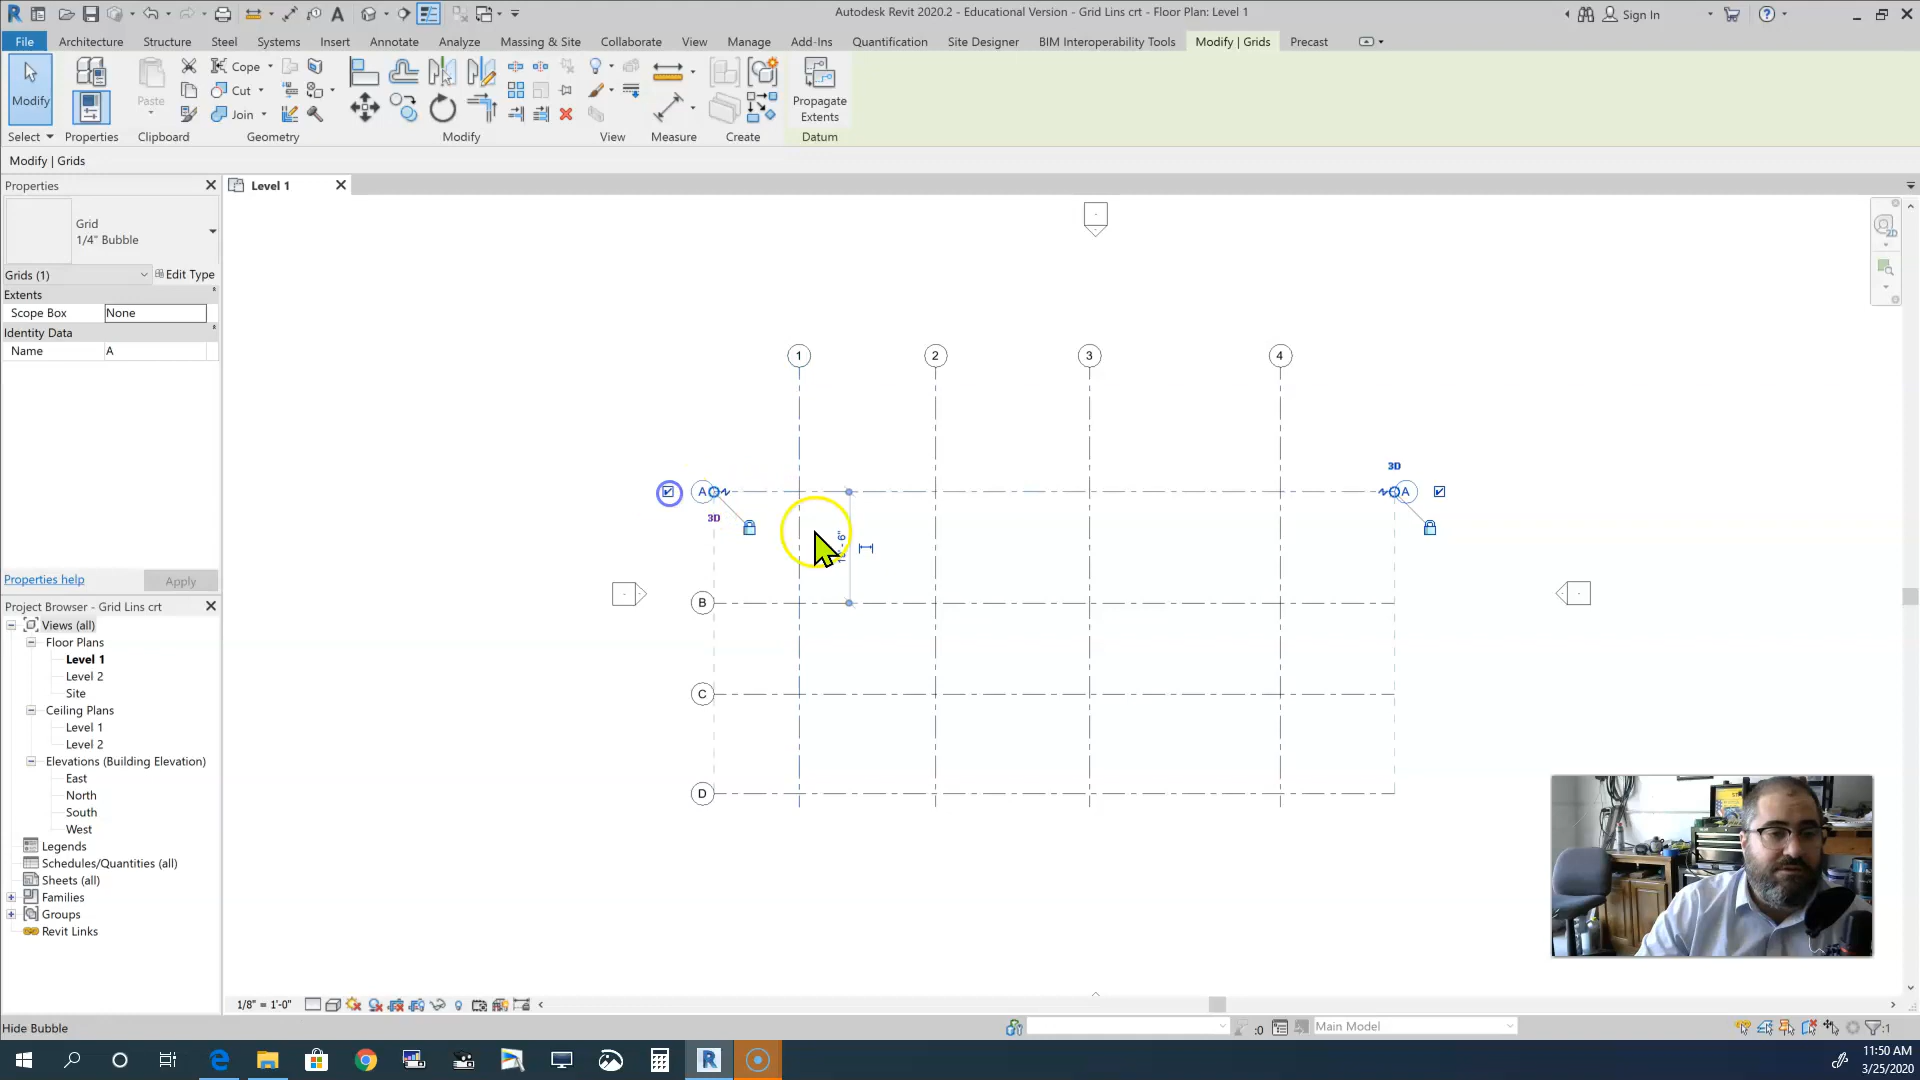 Autodesk Revit 2020.2 - Educational Version - Grid Lins crt - Floor Plan: Level 1
Sign In
File Architecture Structure Steel Systems Insert Annotate Analyze Massing & Site Collaborate View Manage Add-Ins Quantification Site Designer BIM Interoperability Tools Modify | Grids Precast
Modify
Paste
Cope
Cut
Join
Propagate
Extents
Select Properties Clipboard Geometry Modify View Measure Create Datum
Modify | Grids
Properties
Level 1
Grid
1/4" Bubble
Grids (1)
Edit Type
Extents
Scope Box None
Identity Data
Name A
Properties help
Apply
Project Browser - Grid Lins crt
Views (all)
Floor Plans
Level 1
Level 2
Site
Ceiling Plans
Level 1
Level 2
Elevations (Building Elevation)
East
North
South
West
Legends
Schedules/Quantities (all)
Sheets (all)
Families
Groups
Revit Links
2D
1 2 3 4
3D
A A
3D
B
C
D
1/8" = 1'-0"
Hide Bubble
:0
Main Model
:1
11:50 AM
3/25/2020